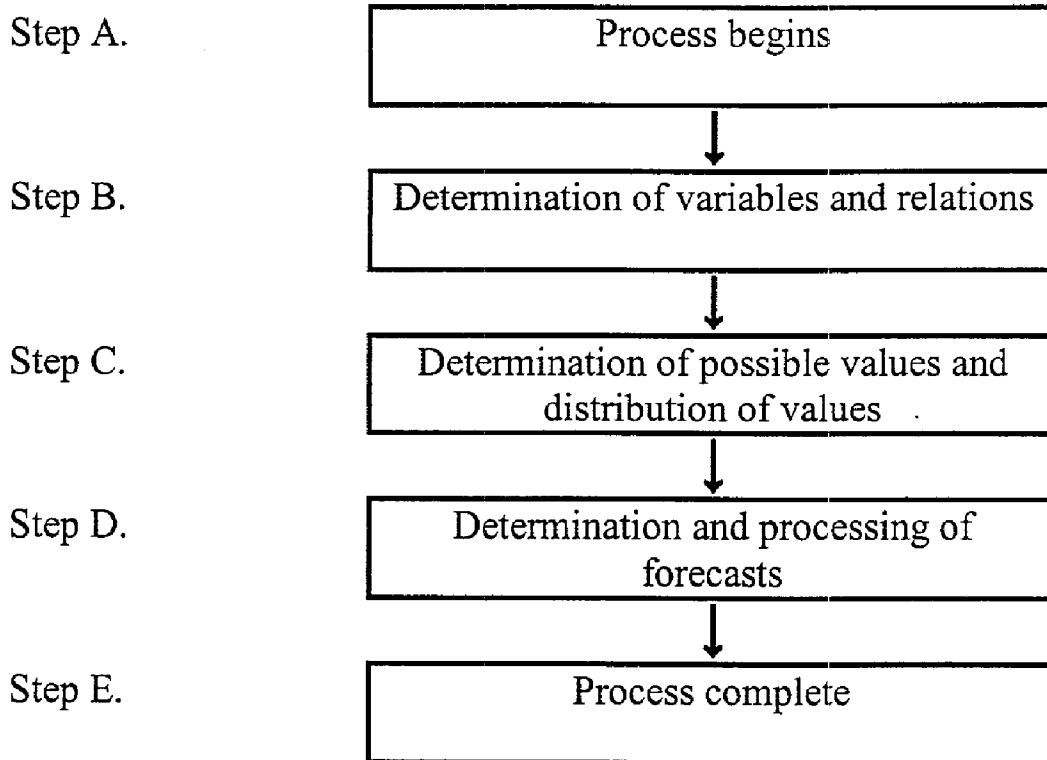 Step A. Process begins
Step B. Determination of variables and relations
Step C. Determination of possible values and
distribution of values
Step D. Determination and processing of
forecasts
Step E. Process complete